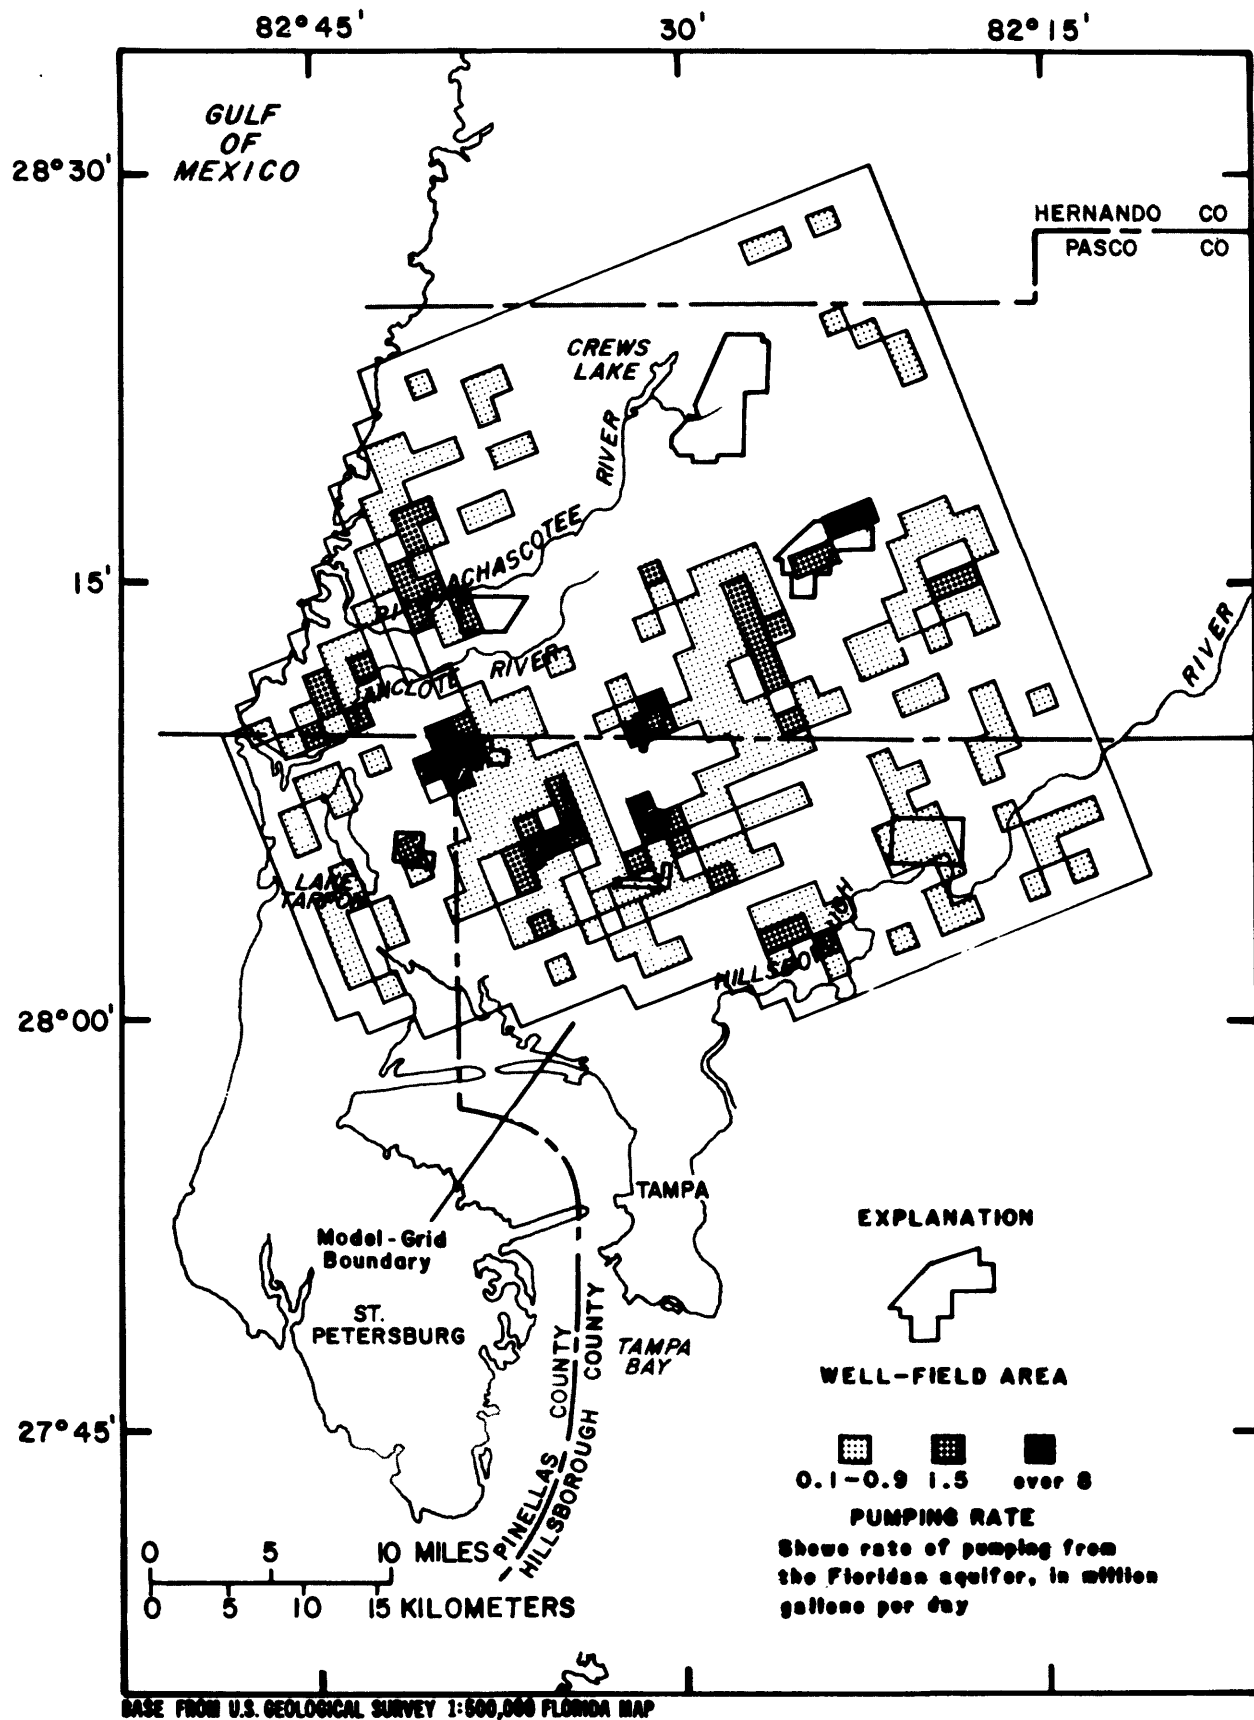 82°45'
30'
82°15'
GULF
OF
MEXICO
28°30'
HERNANDO CO
PASCO CO
CREWS
LAKE
RIVER
ACHASCOTEE
15'
RIVER
ANCLOTE RIVER
LAKE
TARPON
HILLSBO
28°00'
TAMPA
EXPLANATION
Model-Grid
Boundary
ST.
PETERSBURG
TAMPA
BAY
WELL-FIELD AREA
PINELLAS COUNTY
HILLSBOROUGH COUNTY
27°45'
0.1-0.9 1.5 over 8
PUMPING RATE
Shows rate of pumping from
the Floridan aquifer, in million
gallons per day
0 5 10 MILES
0 5 10 15 KILOMETERS
BASE FROM U.S. GEOLOGICAL SURVEY 1:500,000 FLORIDA MAP